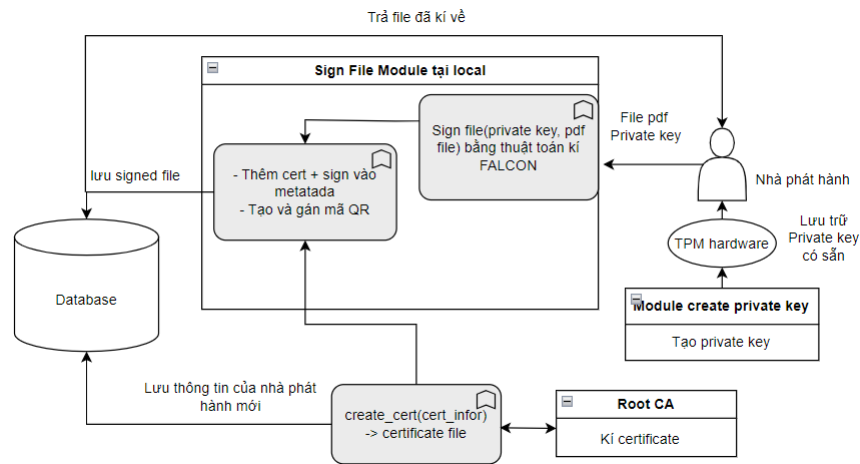 Trả file đã kí về
Sign File Module tại local
Sign file(private key, pdf
file) bằng thuật toán kí
FALCON
File pdf
Private key
- Thêm cert + sign vào
metatada
- Tạo và gán mã QR
lưu signed file
Nhà phát hành
Lưu trữ
Private key
có sẵn
TPM hardware
Database
Module create private key
Tạo private key
Lưu thông tin của nhà phát
hành mới
create_cert(cert_infor)
-> certificate file
Root CA
Kí certificate